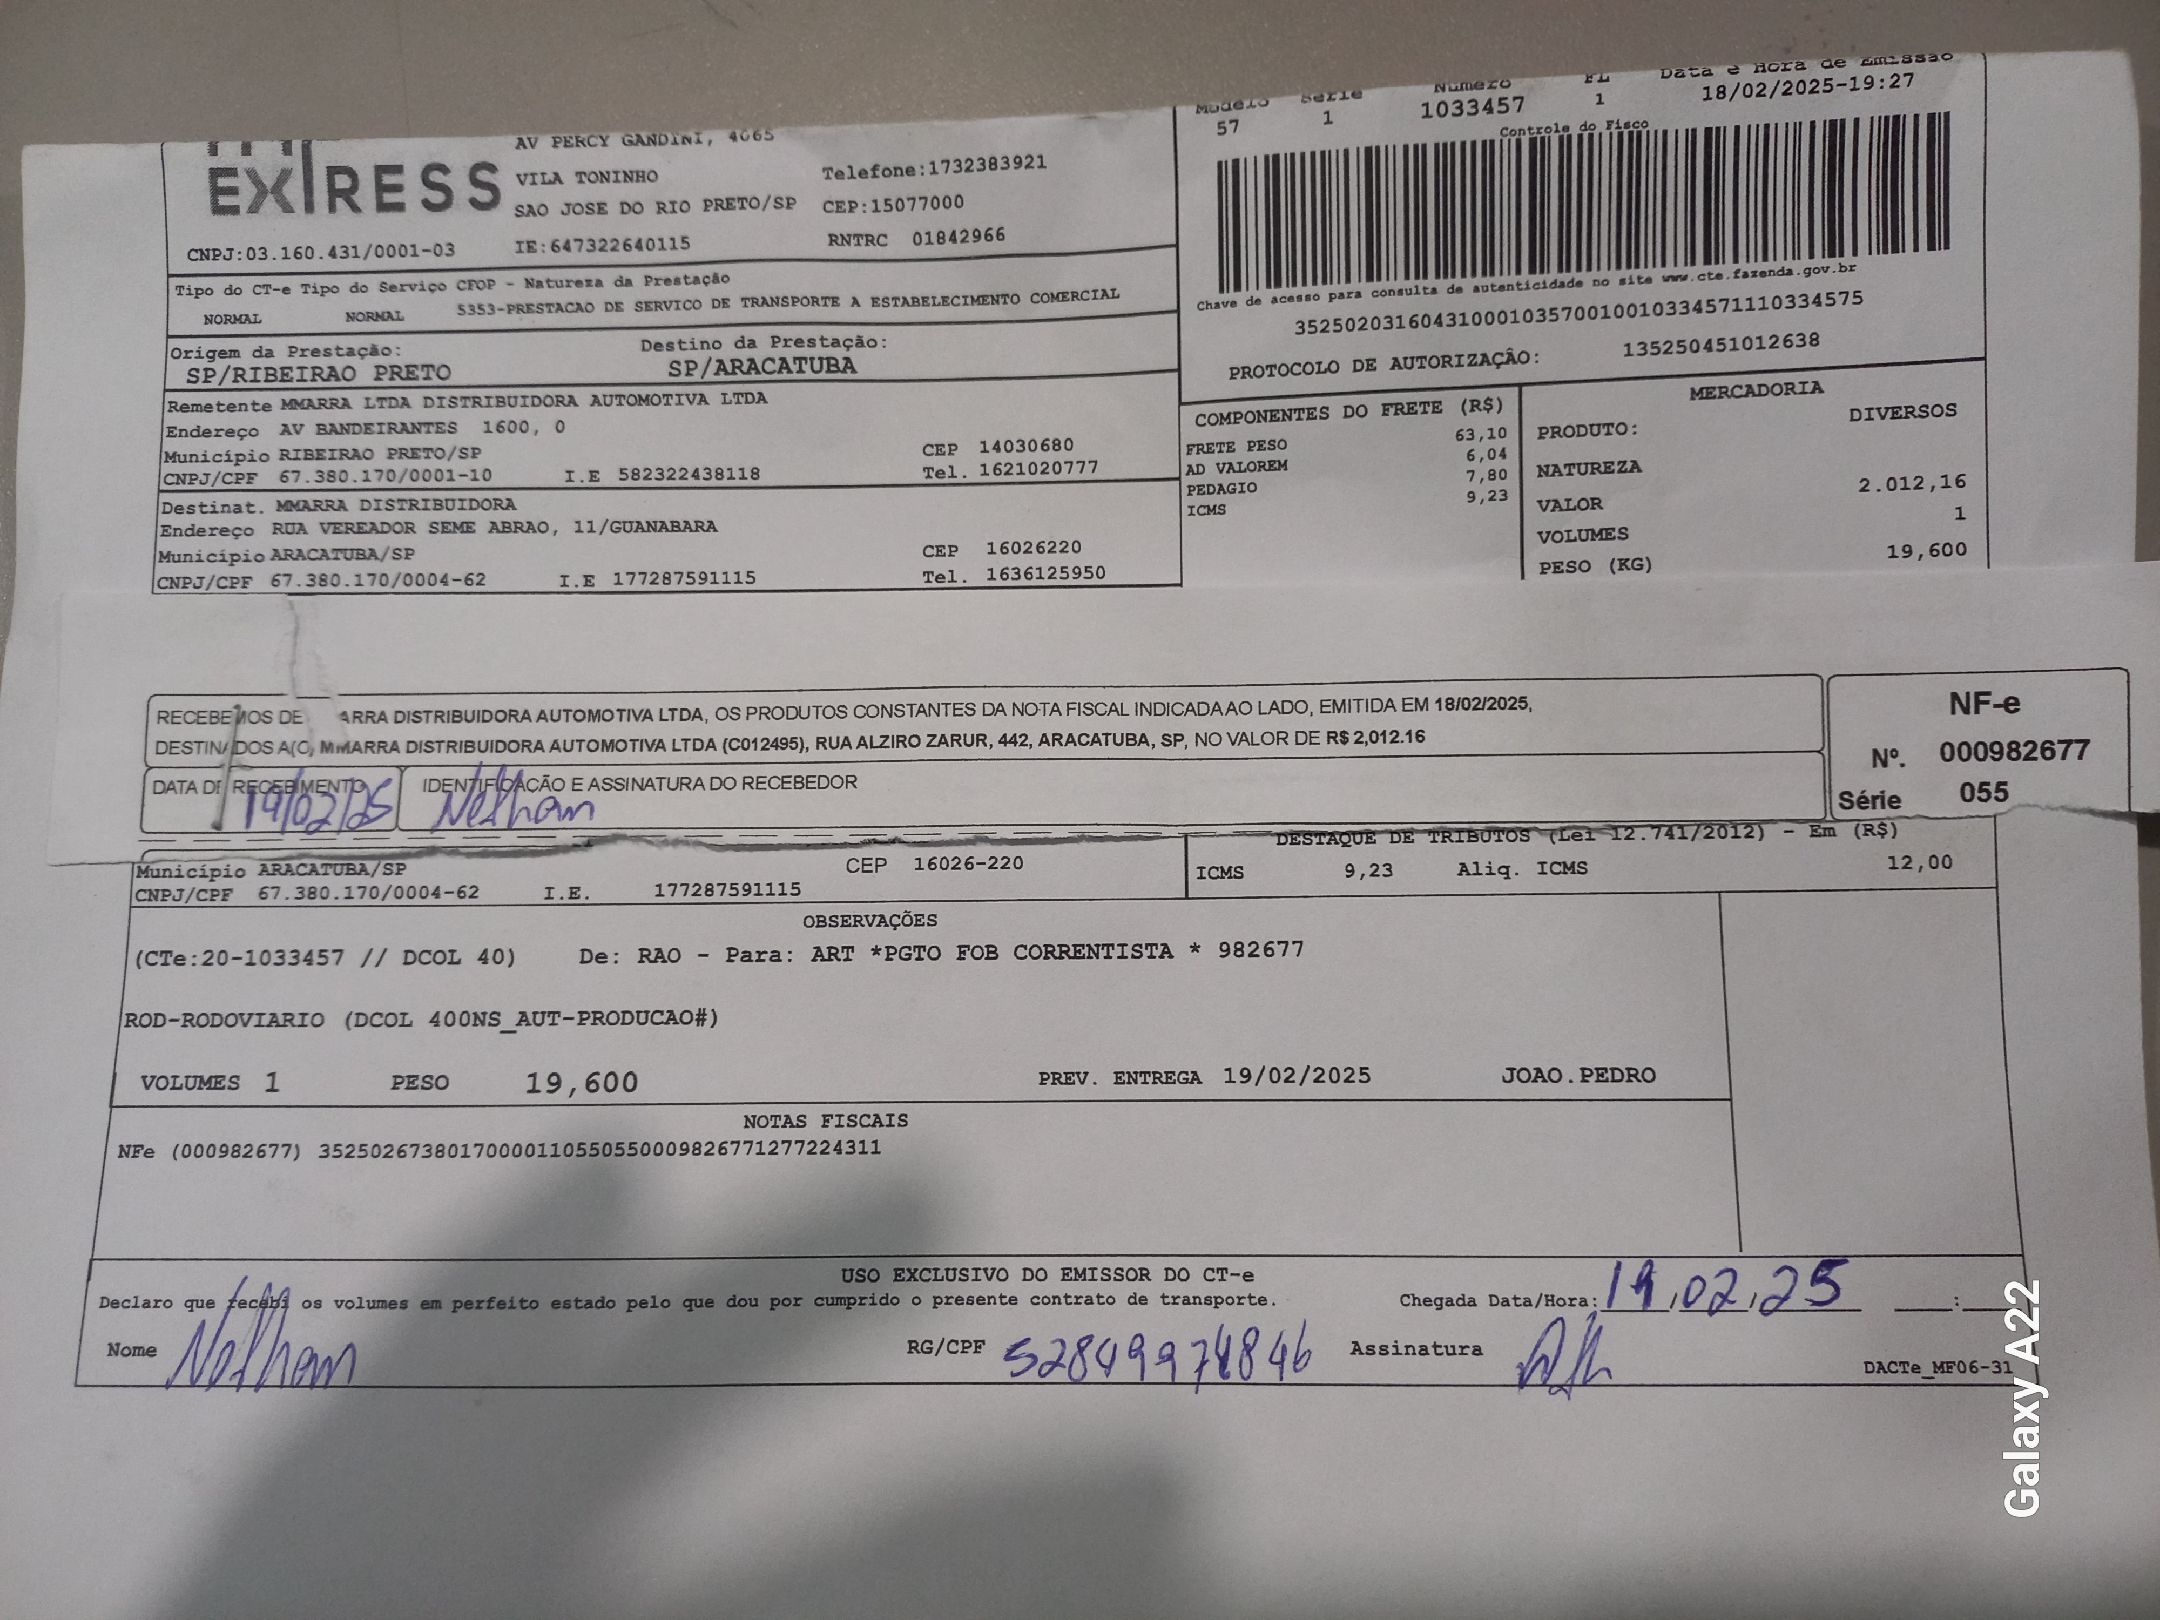 EXPRESS
AV PERCY GANDINI, 4065
VILA TONINHO Telefone:1732383921
SAO JOSE DO RIO PRETO/SP CEP:15077000
CNPJ:03.160.431/0001-03 IE:647322640115 RNTRC 01842966
Modelo Série Número FL Data e Hora de Emissão
57 1 1033457 1 18/02/2025-19:27
Controle do Fisco
Chave de acesso para consulta de autenticidade no site www.cte.fazenda.gov.br
35250203160431000103570010010334571110334575
PROTOCOLO DE AUTORIZAÇÃO: 135250451012638
Tipo do CT-e Tipo do Serviço CFOP - Natureza da Prestação
NORMAL NORMAL 5353-PRESTACAO DE SERVICO DE TRANSPORTE A ESTABELECIMENTO COMERCIAL
Origem da Prestação: Destino da Prestação:
SP/RIBEIRAO PRETO SP/ARACATUBA
Remetente MMARRA LTDA DISTRIBUIDORA AUTOMOTIVA LTDA
Endereço AV BANDEIRANTES 1600, 0
Município RIBEIRAO PRETO/SP CEP 14030680
CNPJ/CPF 67.380.170/0001-10 I.E 582322438118 Tel. 1621020777
Destinat. MMARRA DISTRIBUIDORA
Endereço RUA VEREADOR SEME ABRAO, 11/GUANABARA
Município ARACATUBA/SP CEP 16026220
CNPJ/CPF 67.380.170/0004-62 I.E 177287591115 Tel. 1636125950
COMPONENTES DO FRETE (R$)
FRETE PESO 63,10
AD VALOREM 6,04
PEDAGIO 7,80
ICMS 9,23
MERCADORIA
PRODUTO: DIVERSOS
NATUREZA
VALOR 2.012,16
VOLUMES 1
PESO (KG) 19,600
RECEBEMOS DE ARRA DISTRIBUIDORA AUTOMOTIVA LTDA, OS PRODUTOS CONSTANTES DA NOTA FISCAL INDICADA AO LADO, EMITIDA EM 18/02/2025,
DESTINADOS A(O) MMARRA DISTRIBUIDORA AUTOMOTIVA LTDA (C012495), RUA ALZIRO ZARUR, 442, ARACATUBA, SP, NO VALOR DE R$ 2,012.16
DATA DE RECEBIMENTO IDENTIFICAÇÃO E ASSINATURA DO RECEBEDOR
19/02/25 Nethan
NF-e
Nº. 000982677
Série 055
DESTAQUE DE TRIBUTOS (Lei 12.741/2012) - Em (R$)
Município ARACATUBA/SP CEP 16026-220 ICMS 9,23 Aliq. ICMS 12,00
CNPJ/CPF 67.380.170/0004-62 I.E. 177287591115
OBSERVAÇÕES
(CTe:20-1033457 // DCOL 40) De: RAO - Para: ART *PGTO FOB CORRENTISTA * 982677
ROD-RODOVIARIO (DCOL 400NS_AUT-PRODUCAO#)
VOLUMES 1 PESO 19,600 PREV. ENTREGA 19/02/2025 JOAO.PEDRO
NOTAS FISCAIS
NFe (000982677) 35250267380170000110550550009826771277224311
USO EXCLUSIVO DO EMISSOR DO CT-e
Declaro que recebi os volumes em perfeito estado pelo que dou por cumprido o presente contrato de transporte. Chegada Data/Hora: 19,02,25 :
Nome Nethan RG/CPF 52849974846 Assinatura
DACTe_MF06-31
Galaxy A22